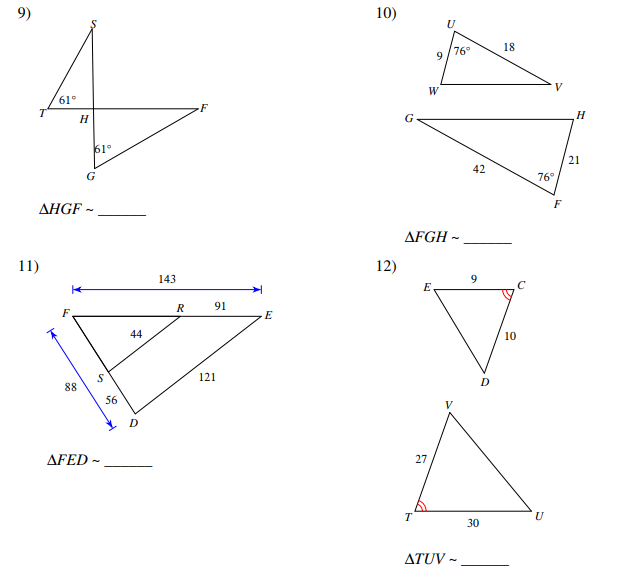 9)
S
61°
T
H
F
61°
G
ΔHGF ~ ______
10)
U
76°
18
9
W
V
G
H
42
21
76°
F
ΔFGH ~ ______
11)
143
F
R
91
E
44
S
88
56
121
D
ΔFED ~ ______
12)
9
E
C
10
D
V
27
T
30
U
ΔTUV ~ ______